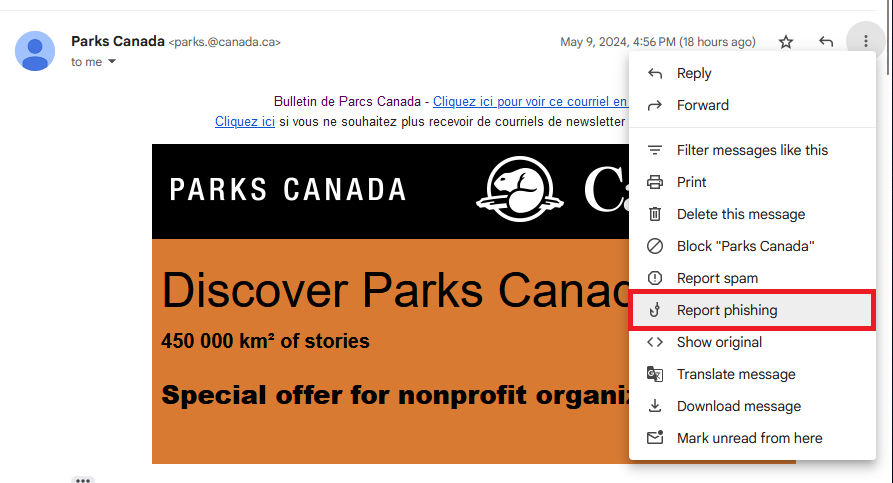 Parks Canada <parks.@canada.ca>
May 9, 2024, 4:56 PM (18 hours ago)
to me
Bulletin de Parcs Canada - Cliquez ici pour voir ce courriel en
Cliquez ici si vous ne souhaitez plus recevoir de courriels de newsletter
PARKS CANADA
Discover Parks Canad
450 000 km² of stories
Special offer for nonprofit organiz
Reply
Forward
Filter messages like this
Print
Delete this message
Block "Parks Canada"
Report spam
Report phishing
Show original
Translate message
Download message
Mark unread from here